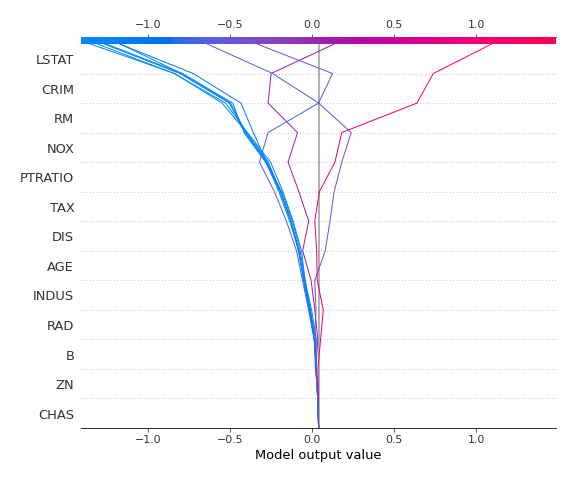 −1.0 −0.5 0.0 0.5 1.0
LSTAT
CRIM
RM
NOX
PTRATIO
TAX
DIS
AGE
INDUS
RAD
B
ZN
CHAS
−1.0 −0.5 0.0 0.5 1.0
Model output value